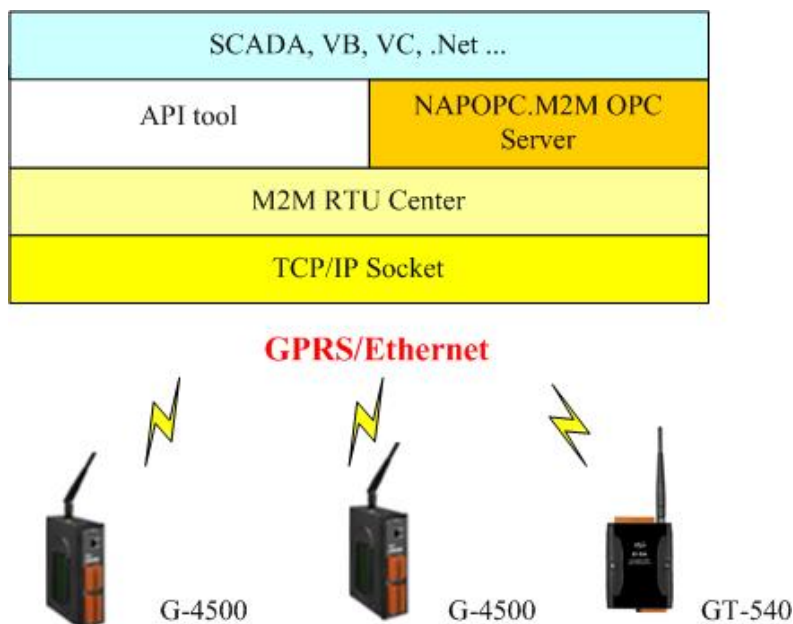 SCADA, VB, VC, .Net ...
API tool
NAPOPC.M2M OPC
Server
M2M RTU Center
TCP/IP Socket
GPRS/Ethernet
G-4500
G-4500
GT-540